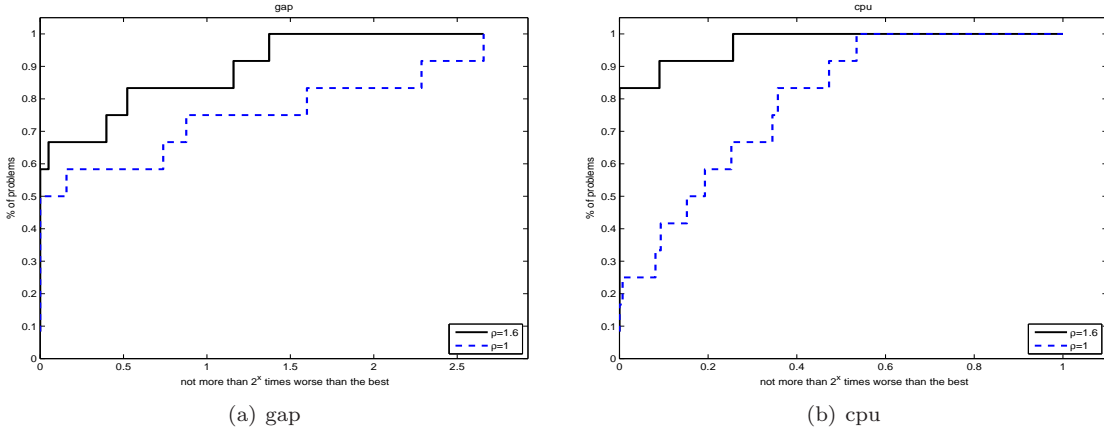 gap
1
0.9
0.8
0.7
0.6
0.5
0.4
0.3
0.2
0.1
0
% of problems
0
0.5
1
1.5
2
2.5
not more than 2^x times worse than the best
ρ=1.6
ρ=1
(a) gap
cpu
1
0.9
0.8
0.7
0.6
0.5
0.4
0.3
0.2
0.1
0
% of problems
0
0.2
0.4
0.6
0.8
1
not more than 2^x times worse than the best
ρ=1.6
ρ=1
(b) cpu